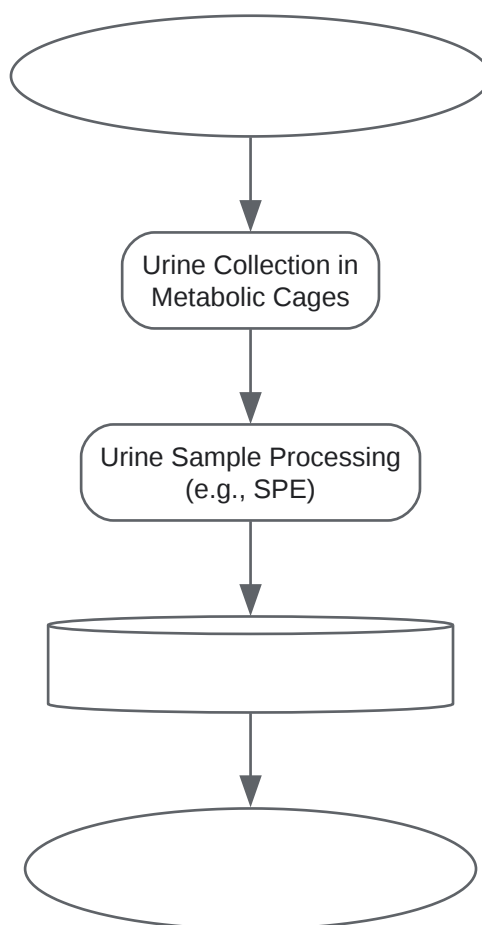 Urine Collection in
Metabolic Cages
Urine Sample Processing
(e.g., SPE)